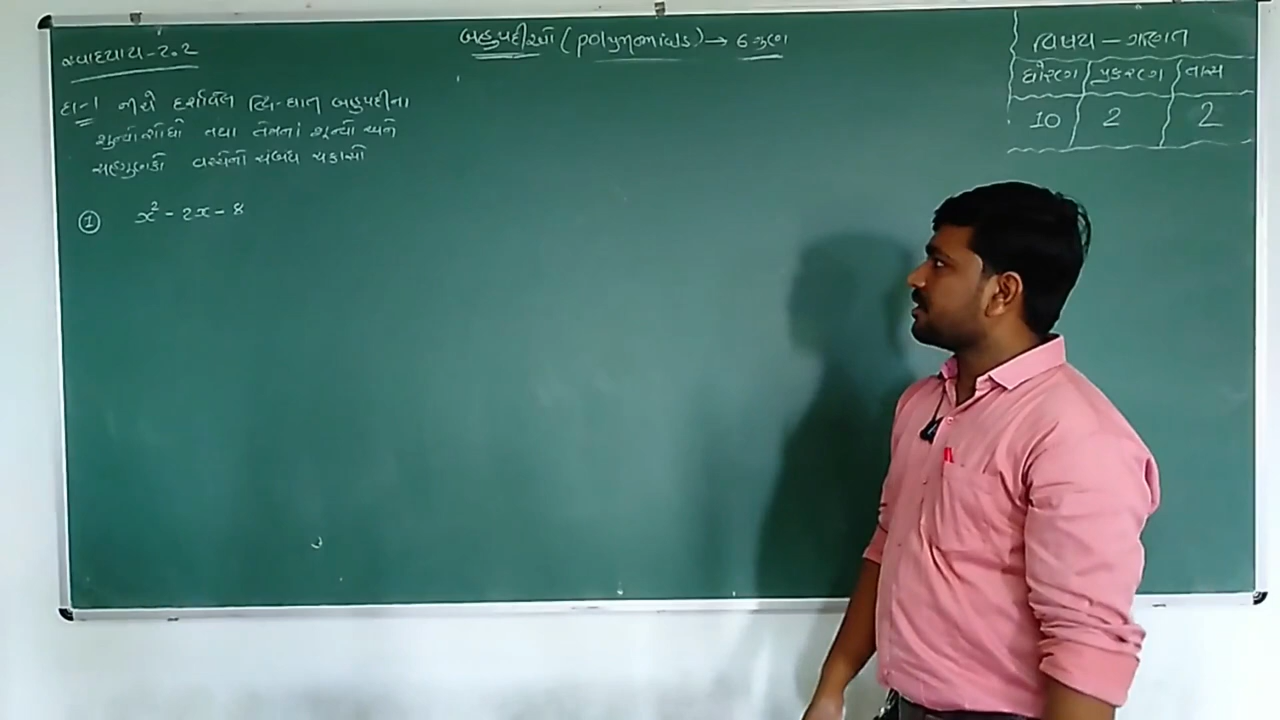 સ્વાધ્યાય-૨.૨
બહુપદીઓ (polynomials) → 6 ગુણ
વિષય - ગણિત
ધોરણ પ્રકરણ તાસ
10 2 2
દા-1 નીચે દર્શાવેલ દ્વિ-ઘાત બહુપદીના
શૂન્યો શોધો તથા તેમનાં શૂન્યો અને
સહગુણકો વચ્ચેનો સંબંધ ચકાસો
① x² - 2x - 8